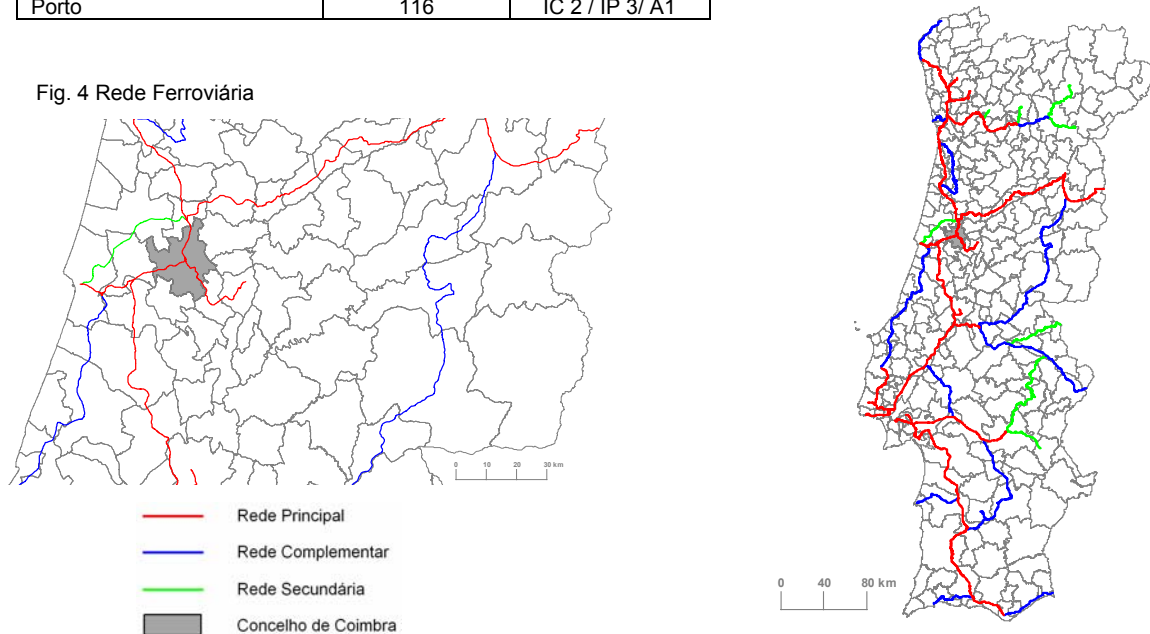 Porto 116 IC 2 / IP 3/ A1
Fig. 4 Rede Ferroviária
0 10 20 30 km
Rede Principal
Rede Complementar
Rede Secundária
Concelho de Coimbra
0 40 80 km